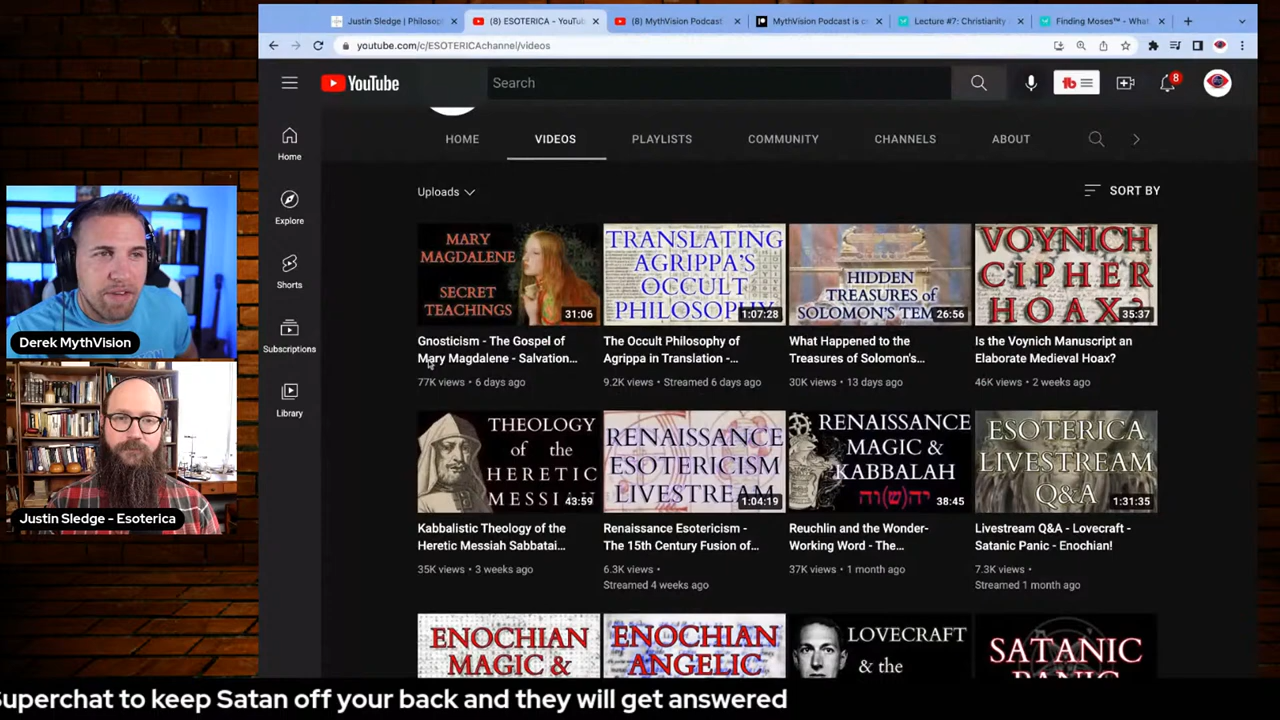 Justin Sledge | Philosop
(8) ESOTERICA - YouTub
(8) MythVision Podcast
MythVision Podcast is c
Lecture #7: Christianity
Finding Moses™ - What
youtube.com/c/ESOTERICAchannel/videos
YouTube
Search
8
HOME
VIDEOS
PLAYLISTS
COMMUNITY
CHANNELS
ABOUT
Home
Explore
Shorts
Subscriptions
Library
Uploads
SORT BY
MARY
MAGDALENE
SECRET
TEACHINGS
31:06
Gnosticism - The Gospel of
Mary Magdalene - Salvation...
77K views • 6 days ago
TRANSLATING
AGRIPPA'S
OCCULT
PHILOSOPHY
1:07:28
The Occult Philosophy of
Agrippa in Translation -...
9.2K views • Streamed 6 days ago
HIDDEN
TREASURES of
SOLOMON'S TEM
26:56
What Happened to the
Treasures of Solomon's...
30K views • 13 days ago
VOYNICH
CIPHER
HOAX?
35:37
Is the Voynich Manuscript an
Elaborate Medieval Hoax?
46K views • 2 weeks ago
THEOLOGY
of the
HERETIC
MESSI
43:59
Kabbalistic Theology of the
Heretic Messiah Sabbatai...
35K views • 3 weeks ago
RENAISSANCE
ESOTERICISM
LIVESTREAM
1:04:19
Renaissance Esotericism -
The 15th Century Fusion of...
6.3K views •
Streamed 4 weeks ago
RENAISSANCE
MAGIC &
KABBALAH
יה(ש)וה
38:45
Reuchlin and the Wonder-
Working Word - The...
37K views • 1 month ago
ESOTERICA
LIVESTREAM
Q&A
1:31:35
Livestream Q&A - Lovecraft -
Satanic Panic - Enochian!
7.3K views •
Streamed 1 month ago
ENOCHIAN
MAGIC &
ENOCHIAN
ANGELIC
LOVECRAFT
& the
SATANIC
PANIC
Derek MythVision
Justin Sledge - Esoterica
Superchat to keep Satan off your back and they will get answered